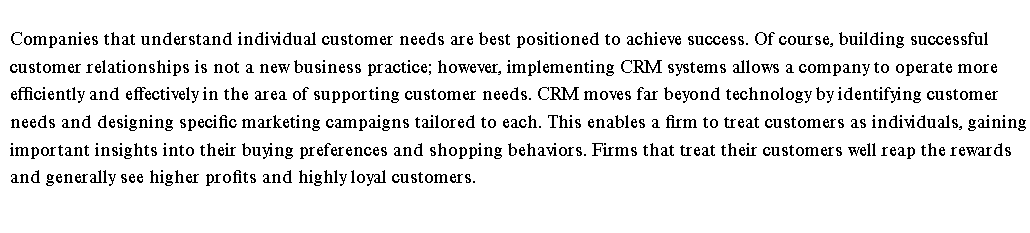 Companies that understand individual customer needs are best positioned to achieve success. Of course, building successful
customer relationships is not a new business practice; however, implementing CRM systems allows a company to operate more
efficiently and effectively in the area of supporting customer needs. CRM moves far beyond technology by identifying customer
needs and designing specific marketing campaigns tailored to each. This enables a firm to treat customers as individuals, gaining
important insights into their buying preferences and shopping behaviors. Firms that treat their customers well reap the rewards
and generally see higher profits and highly loyal customers.